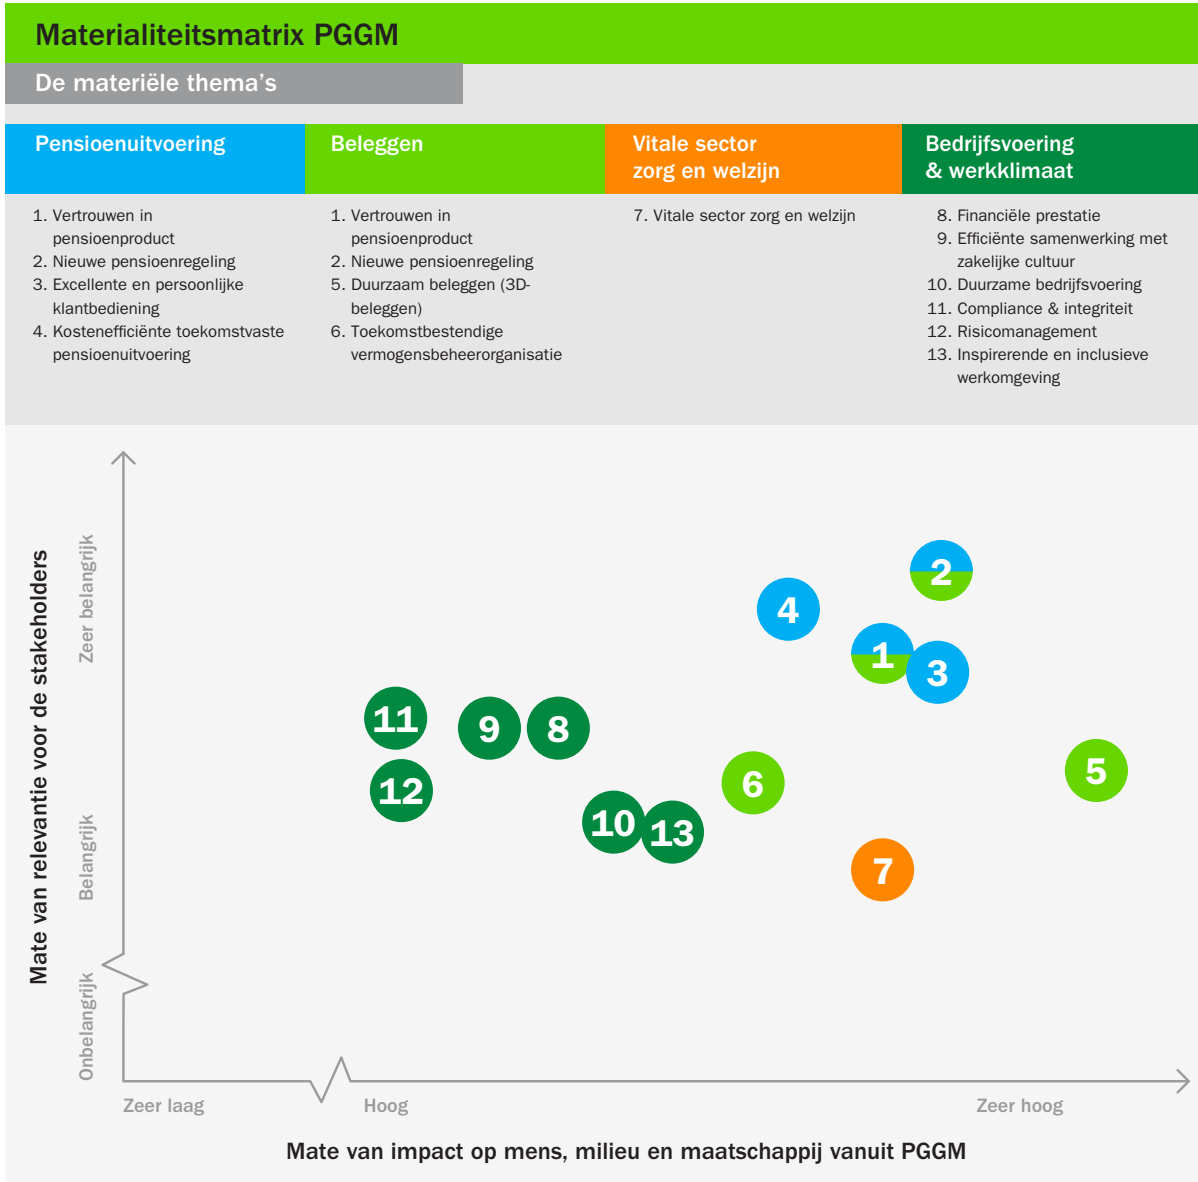 Materialiteitsmatrix PGGM
De materiële thema's
Pensioenuitvoering
1. Vertrouwen in
pensioenproduct
2. Nieuwe pensioenregeling
3. Excellente en persoonlijke
klantbediening
4. Kostenefficiënte toekomstvaste
pensioenuitvoering
Beleggen
1. Vertrouwen in
pensioenproduct
2. Nieuwe pensioenregeling
5. Duurzaam beleggen (3D-
beleggen)
6. Toekomstbestendige
vermogensbeheerorganisatie
Vitale sector
zorg en welzijn
7. Vitale sector zorg en welzijn
Bedrijfsvoering
& werkklimaat
8. Financiële prestatie
9. Efficiënte samenwerking met
zakelijke cultuur
10. Duurzame bedrijfsvoering
11. Compliance & integriteit
12. Risicomanagement
13. Inspirerende en inclusieve
werkomgeving
Mate van relevantie voor de stakeholders
Zeer belangrijk
Belangrijk
Onbelangrijk
2
4
1
3
11
9
8
12
6
5
10
13
7
Zeer laag
Hoog
Zeer hoog
Mate van impact op mens, milieu en maatschappij vanuit PGGM